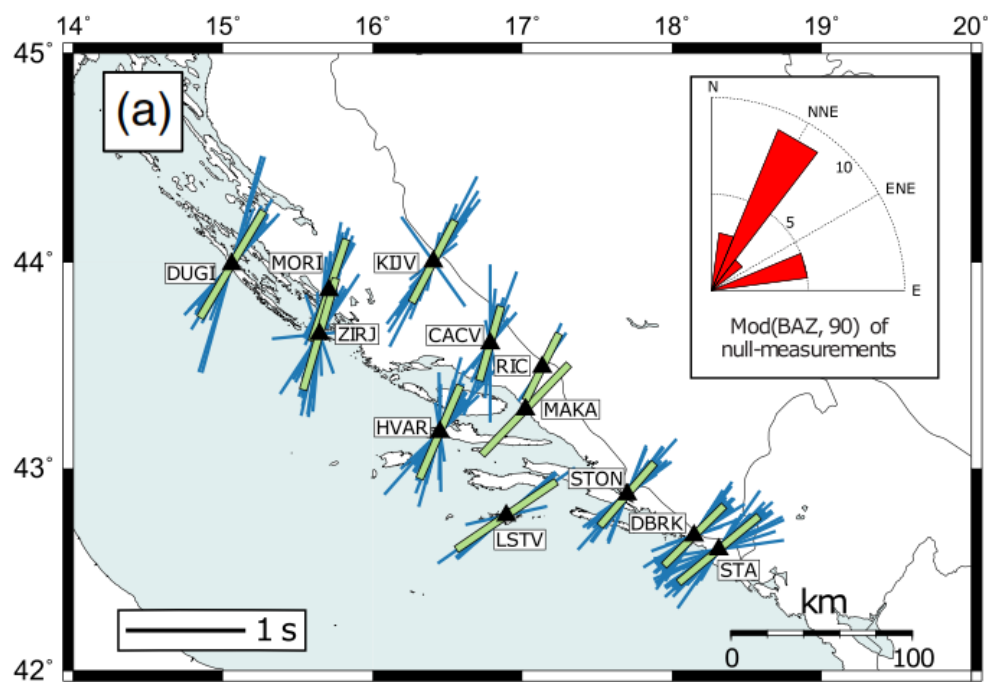 14° 15° 16° 17° 18° 19° 20°
45°
(a)
N
NNE
10
ENE
5
E
Mod(BAZ, 90) of
null-measurements
44°
DUGI
MORI
KIJV
ZIRJ
CACV
RIC
MAKA
HVAR
43°
STON
LSTV
DBRK
STA
1 s
km
0 100
42°